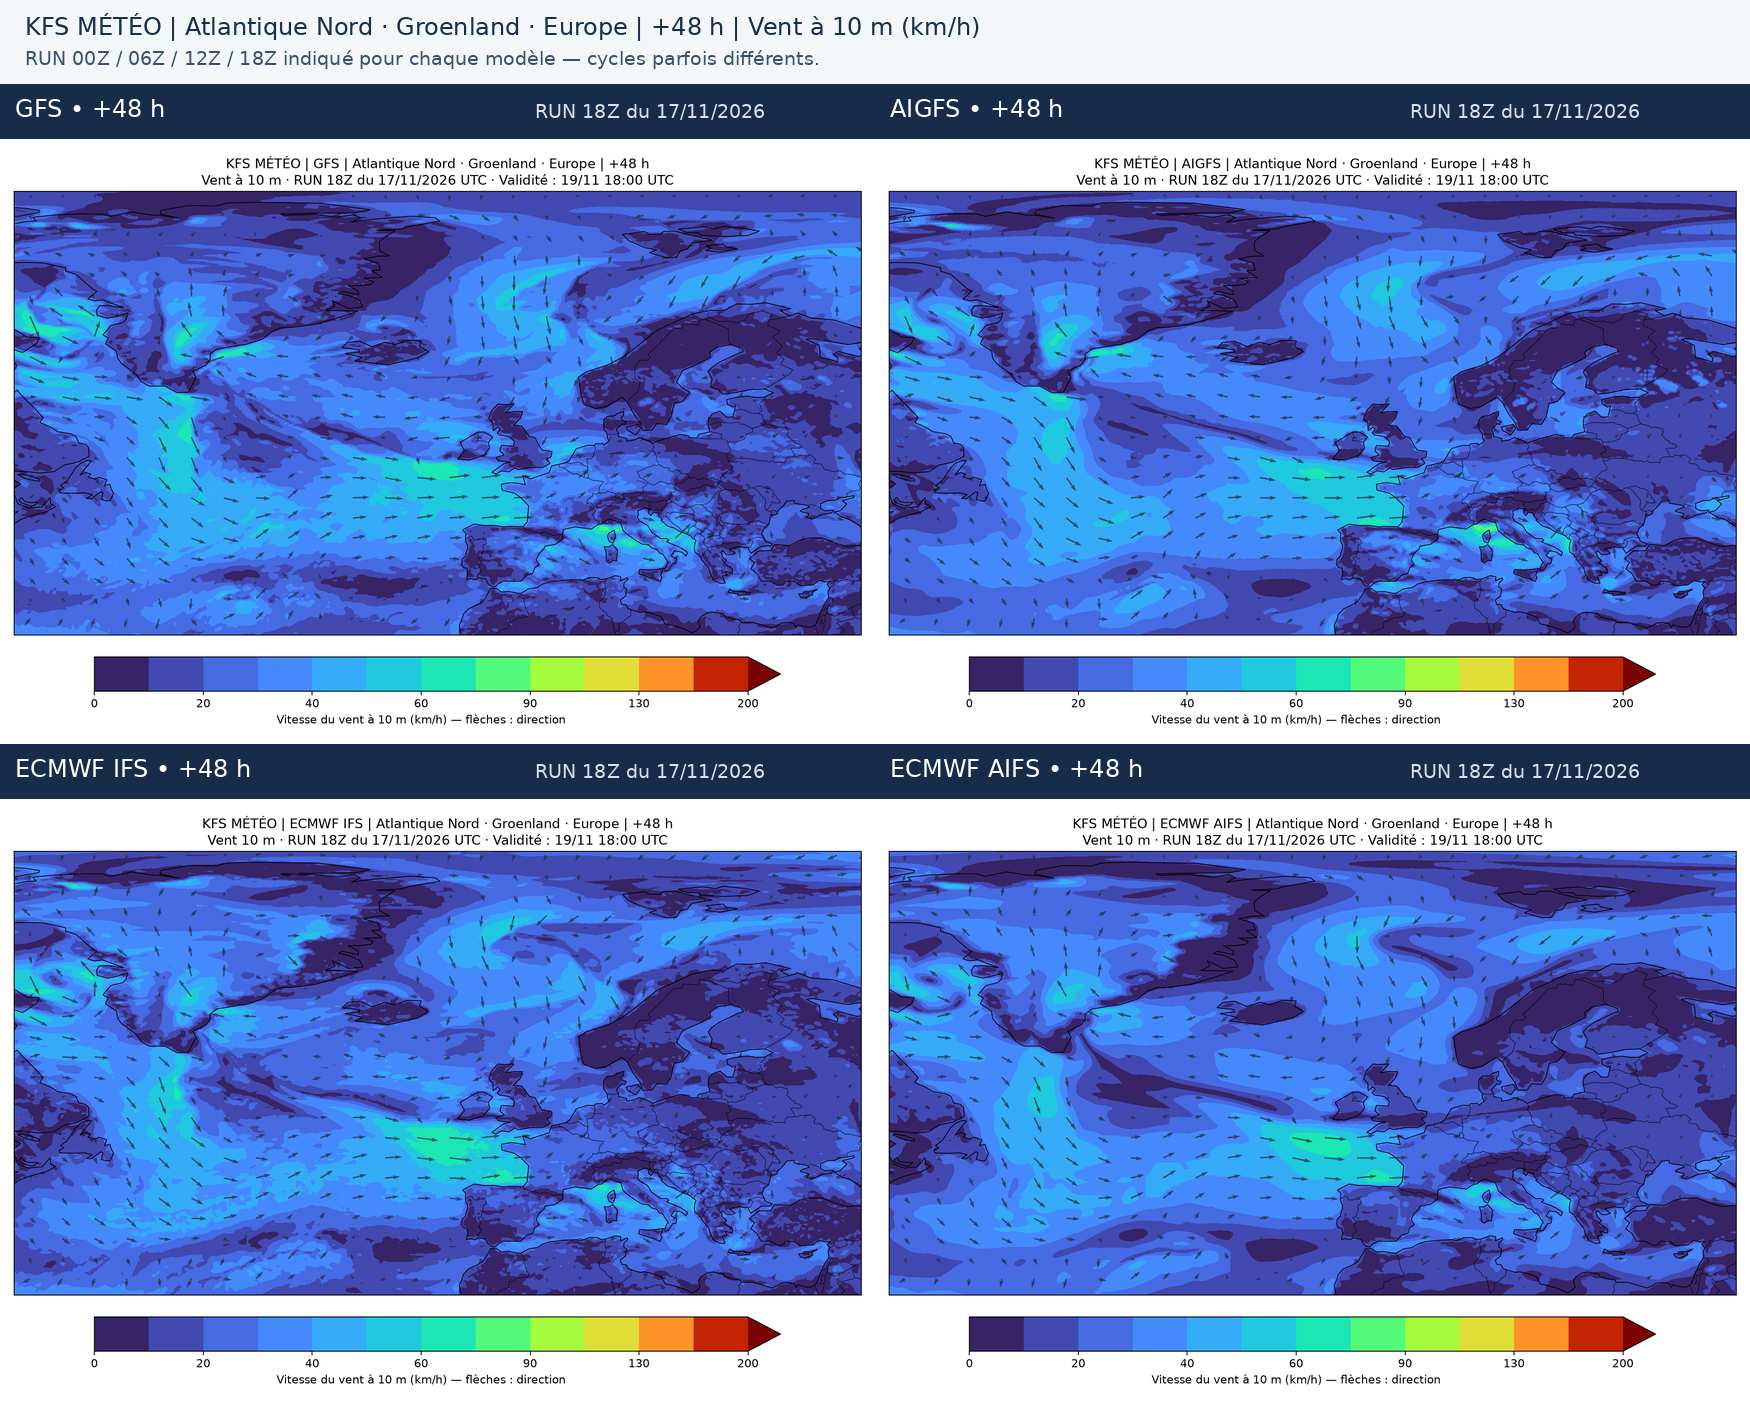 KFS MÉTÉO | Atlantique Nord · Groenland · Europe | +48 h | Vent à 10 m (km/h)
RUN 00Z / 06Z / 12Z / 18Z indiqué pour chaque modèle — cycles parfois différents.
GFS • +48 h
RUN 18Z du 17/11/2026
KFS MÉTÉO | GFS | Atlantique Nord · Groenland · Europe | +48 h
Vent à 10 m · RUN 18Z du 17/11/2026 UTC · Validité : 19/11 18:00 UTC
0 20 40 60 90 130 200
Vitesse du vent à 10 m (km/h) — flèches : direction
AIGFS • +48 h
RUN 18Z du 17/11/2026
KFS MÉTÉO | AIGFS | Atlantique Nord · Groenland · Europe | +48 h
Vent à 10 m · RUN 18Z du 17/11/2026 UTC · Validité : 19/11 18:00 UTC
0 20 40 60 90 130 200
Vitesse du vent à 10 m (km/h) — flèches : direction
ECMWF IFS • +48 h
RUN 18Z du 17/11/2026
KFS MÉTÉO | ECMWF IFS | Atlantique Nord · Groenland · Europe | +48 h
Vent 10 m · RUN 18Z du 17/11/2026 UTC · Validité : 19/11 18:00 UTC
0 20 40 60 90 130 200
Vitesse du vent à 10 m (km/h) — flèches : direction
ECMWF AIFS • +48 h
RUN 18Z du 17/11/2026
KFS MÉTÉO | ECMWF AIFS | Atlantique Nord · Groenland · Europe | +48 h
Vent 10 m · RUN 18Z du 17/11/2026 UTC · Validité : 19/11 18:00 UTC
0 20 40 60 90 130 200
Vitesse du vent à 10 m (km/h) — flèches : direction